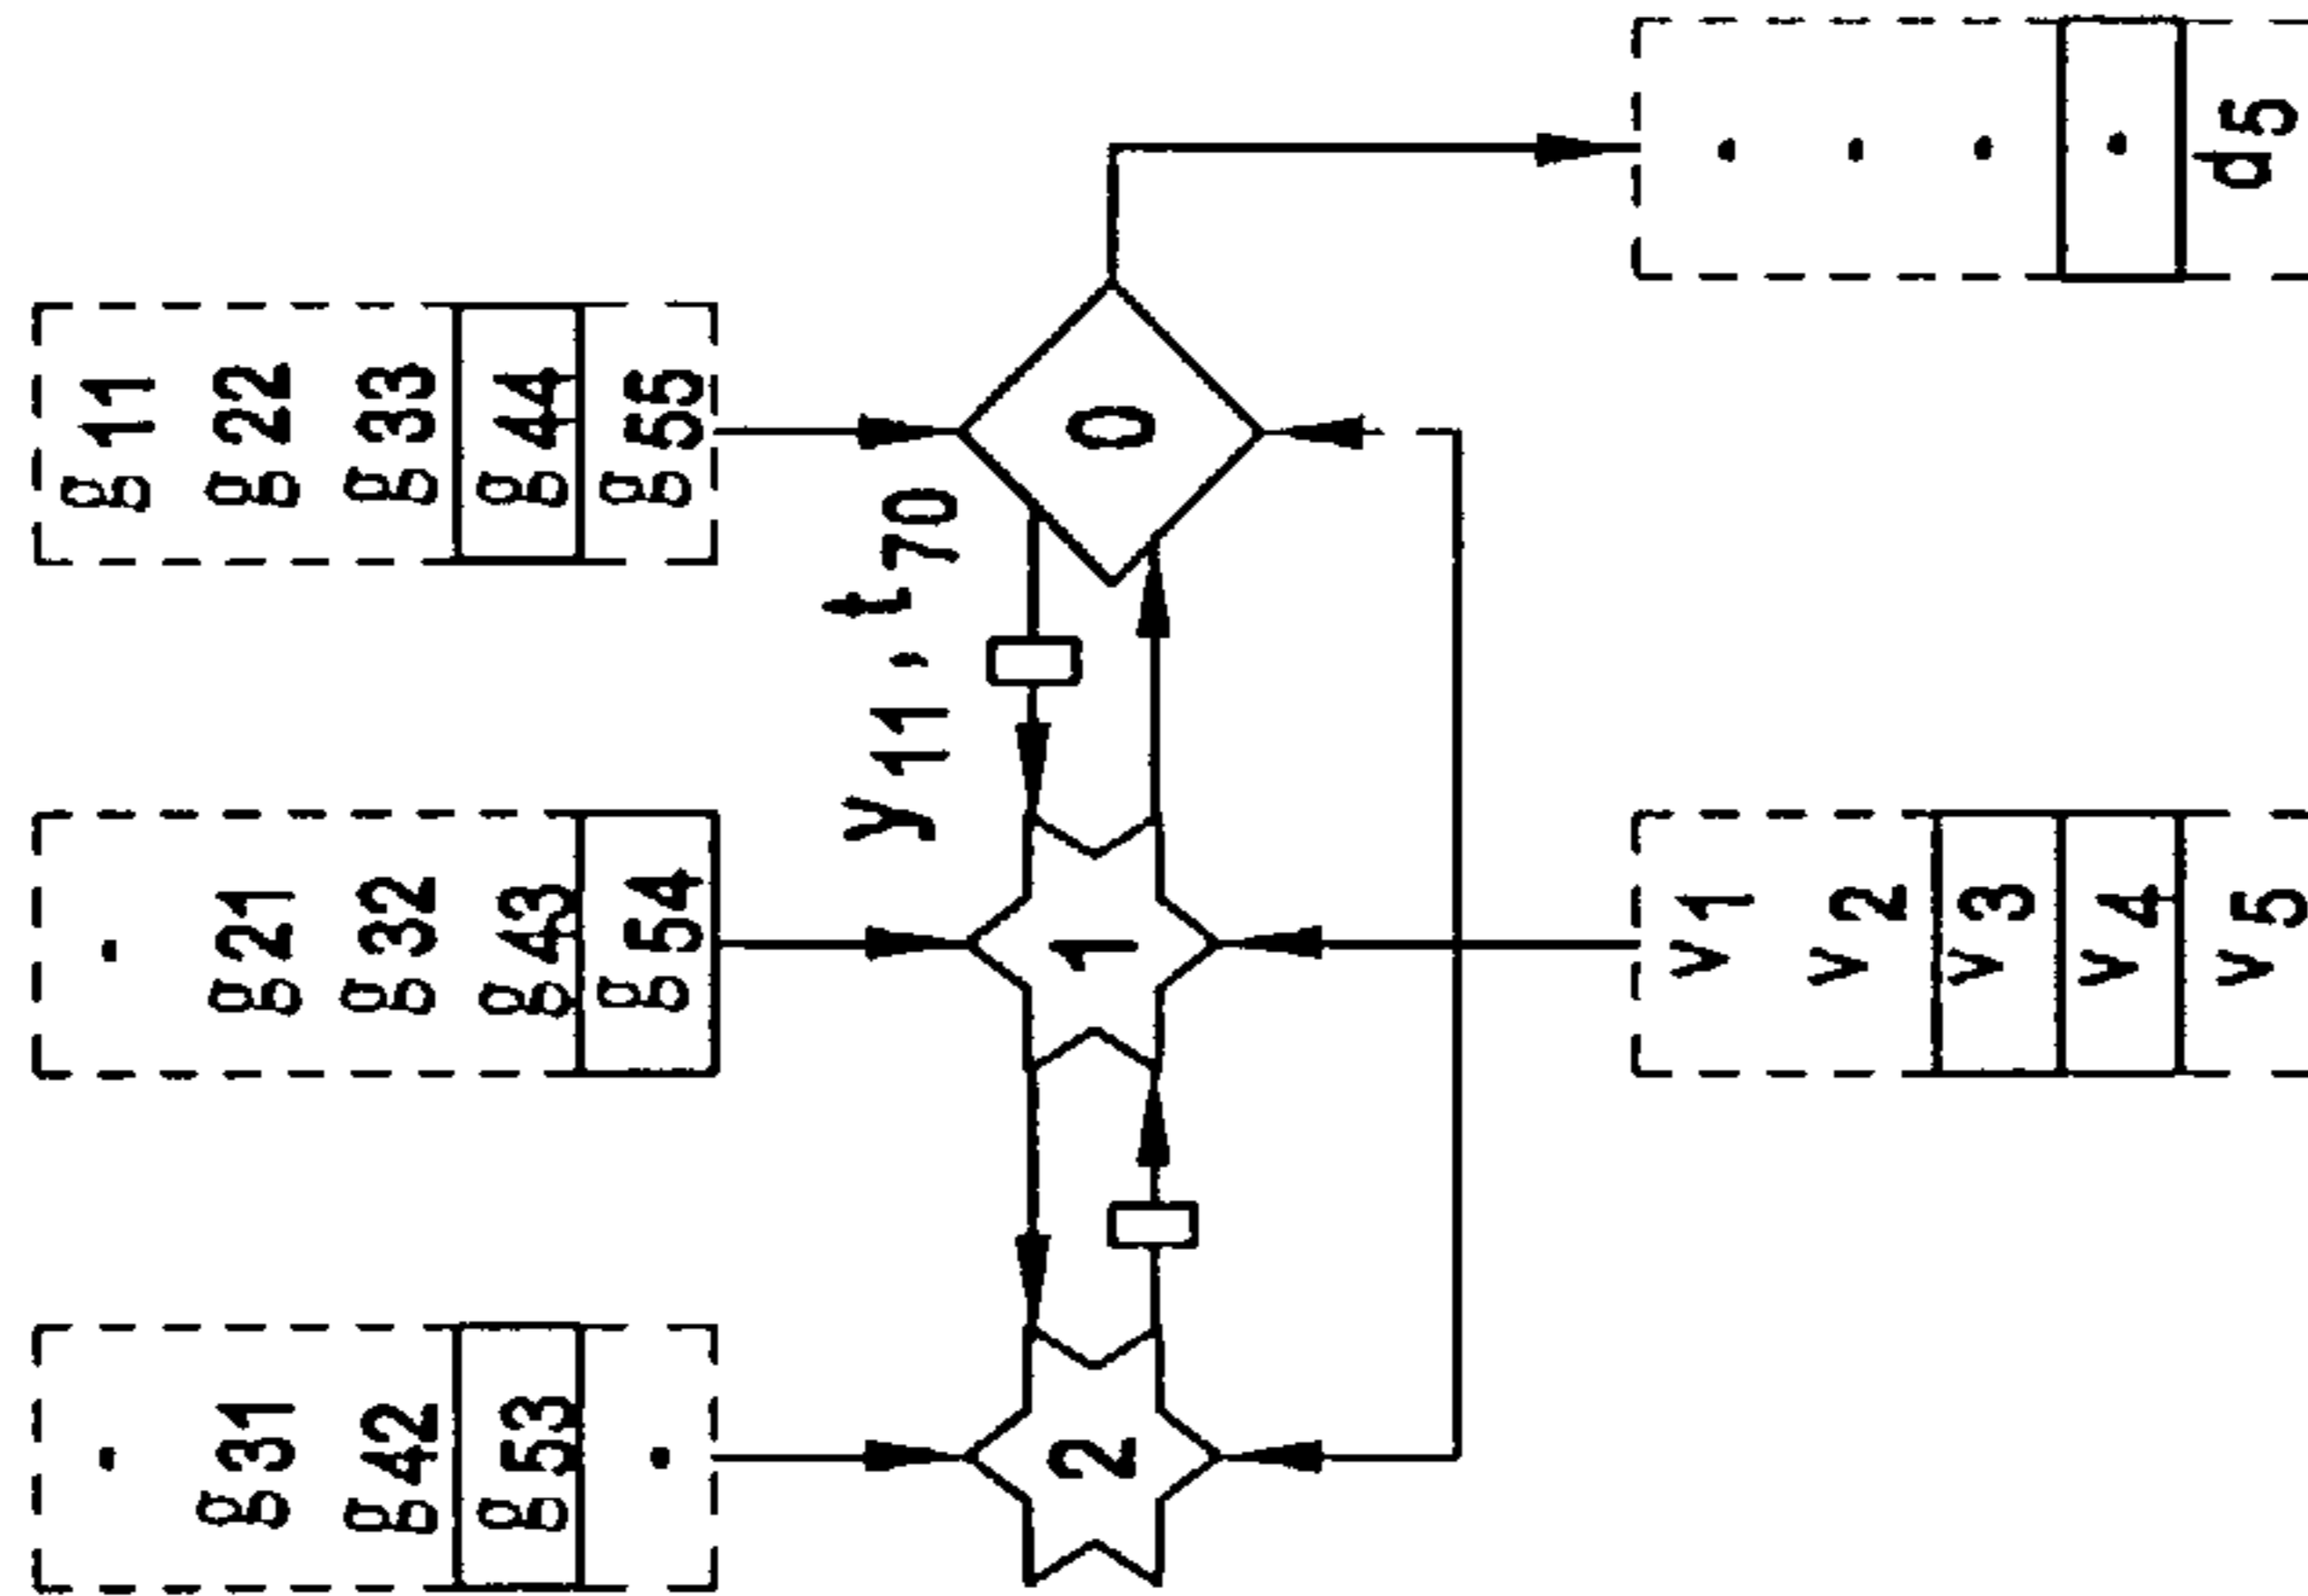 . . g11
g31 g21 g22
g42 g32 g33
g53 g43 g44
. g54 g55
y11,t70
2 1 0
v1 .
v2 .
v3 .
v4 .
v5 d5